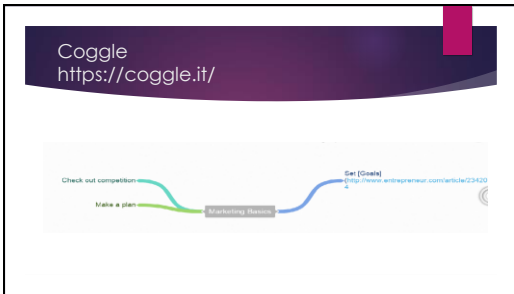 Coggle
https://coggle.it/
Set [Goals]
(http://www.entrepreneur.com/article/23420
4
Check out competition
Make a plan
Marketing Basics